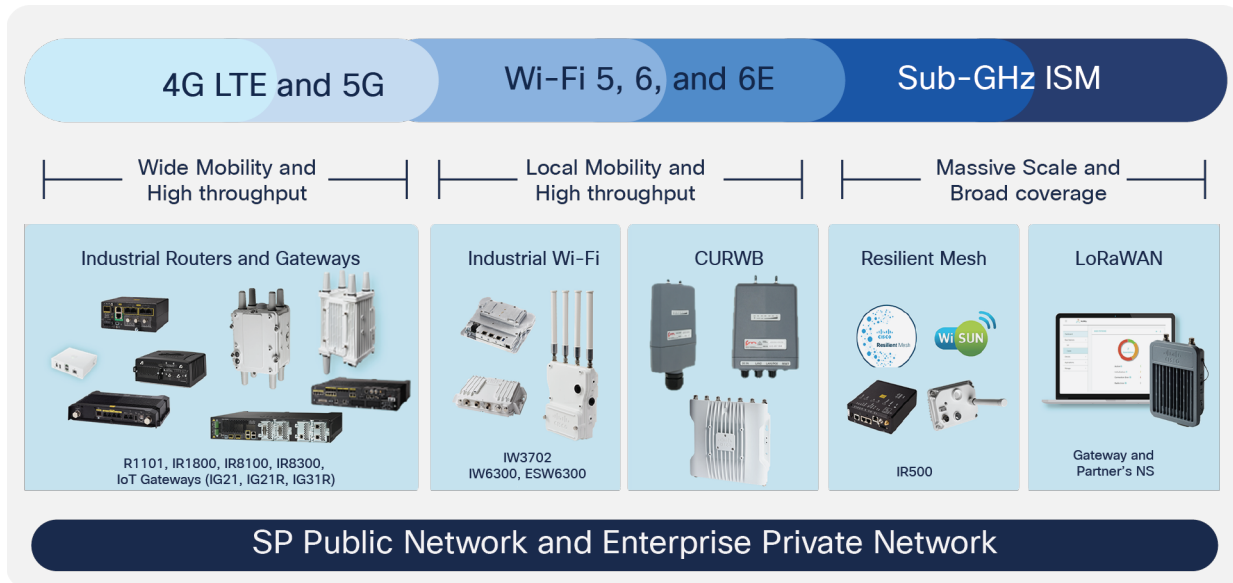 4G LTE and 5G
Wi-Fi 5, 6, and 6E
Sub-GHz ISM
Wide Mobility and
High throughput
Local Mobility and
High throughput
Massive Scale and
Broad coverage
Industrial Routers and Gateways
R1101, IR1800, IR8100, IR8300,
IoT Gateways (IG21, IG21R, IG31R)
Industrial Wi-Fi
IW3702
IW6300, ESW6300
CURWB
Resilient Mesh
CISCO
Resilient Mesh
Wi SUN
IR500
LoRaWAN
Gateway and
Partner's NS
SP Public Network and Enterprise Private Network